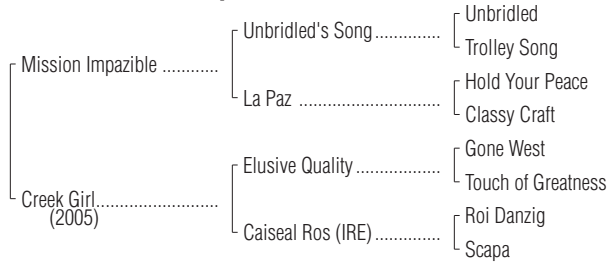 Unbridled
Unbridled's Song..............
Trolley Song
Mission Impazible ............
Hold Your Peace
La Paz ..............................
Classy Craft
Gone West
Elusive Quality ..................
Touch of Greatness
Creek Girl..........................
(2005)
Roi Danzig
Caiseal Ros (IRE)..............
Scapa